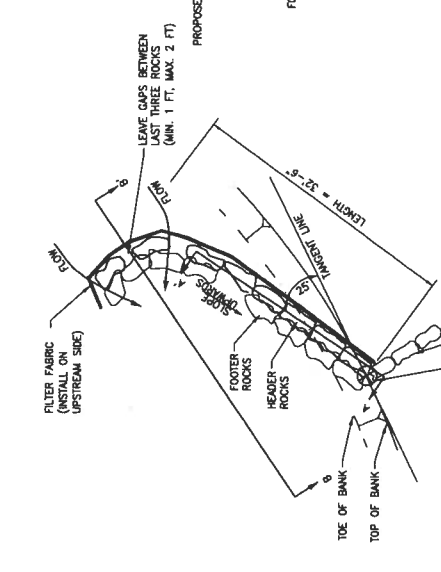 PROPOSE
FO
LEAVE GAPS BETWEEN
LAST THREE ROCKS
(MIN. 1 FT, MAX. 2 FT)
B'
FLOW
FLOW
LENGTH = 32'-6"
TANGENT LINE
25°
A'
SLOPE
UPWARDS
FILTER FABRIC
(INSTALL ON
UPSTREAM SIDE)
FOOTER
ROCKS
HEADER
ROCKS
A
B
TOE OF BANK
TOP OF BANK